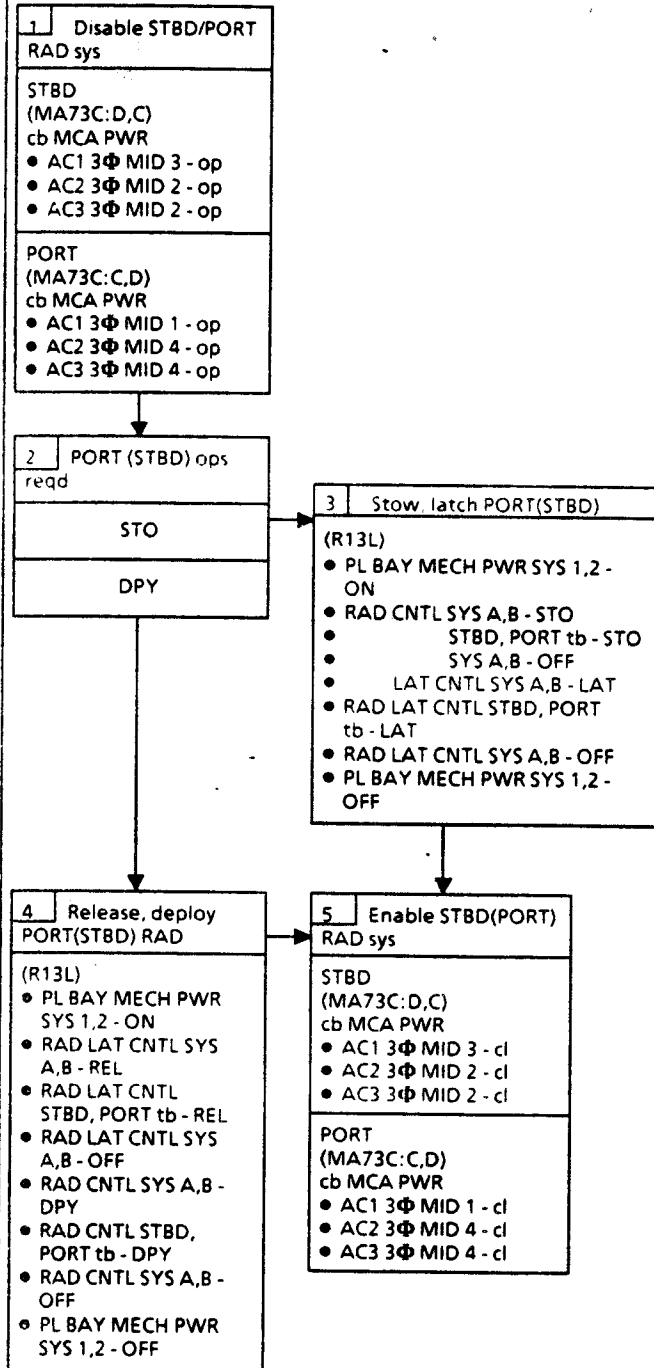 1 Disable STBD/PORT
RAD sys
STBD
(MA73C:D,C)
cb MCA PWR
● AC1 3Φ MID 3 - op
● AC2 3Φ MID 2 - op
● AC3 3Φ MID 2 - op
PORT
(MA73C:C,D)
cb MCA PWR
● AC1 3Φ MID 1 - op
● AC2 3Φ MID 4 - op
● AC3 3Φ MID 4 - op
2 PORT (STBD) ops
reqd
STO
DPY
3 Stow, latch PORT(STBD)
(R13L)
● PL BAY MECH PWR SYS 1,2 -
ON
● RAD CNTL SYS A,B - STO
● STBD, PORT tb - STO
● SYS A,B - OFF
● LAT CNTL SYS A,B - LAT
● RAD LAT CNTL STBD, PORT
tb - LAT
● RAD LAT CNTL SYS A,B - OFF
● PL BAY MECH PWR SYS 1,2 -
OFF
4 Release, deploy
PORT(STBD) RAD
(R13L)
● PL BAY MECH PWR
SYS 1,2 - ON
● RAD LAT CNTL SYS
A,B - REL
● RAD LAT CNTL
STBD, PORT tb - REL
● RAD LAT CNTL SYS
A,B - OFF
● RAD CNTL SYS A,B -
DPY
● RAD CNTL STBD,
PORT tb - DPY
● RAD CNTL SYS A,B -
OFF
● PL BAY MECH PWR
SYS 1,2 - OFF
5 Enable STBD(PORT)
RAD sys
STBD
(MA73C:D,C)
cb MCA PWR
● AC1 3Φ MID 3 - cl
● AC2 3Φ MID 2 - cl
● AC3 3Φ MID 2 - cl
PORT
(MA73C:C,D)
cb MCA PWR
● AC1 3Φ MID 1 - cl
● AC2 3Φ MID 4 - cl
● AC3 3Φ MID 4 - cl